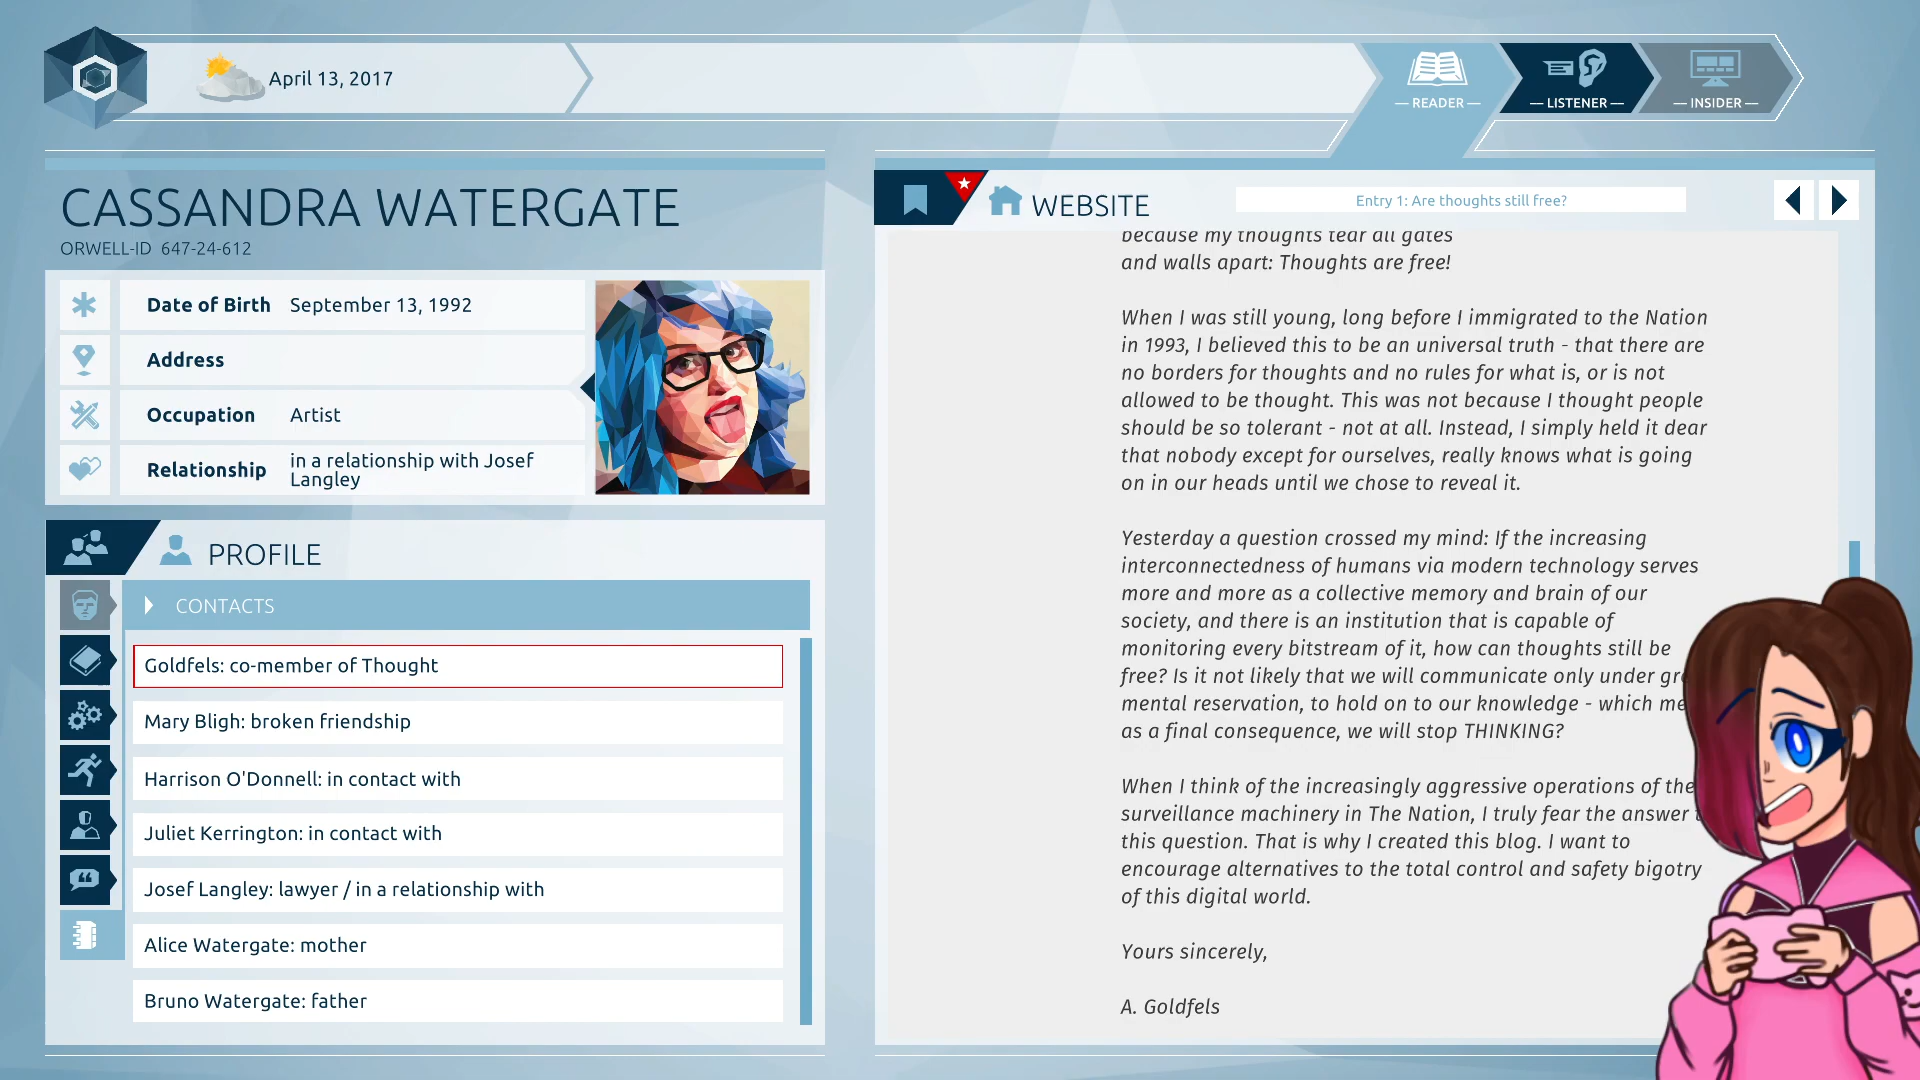 April 13, 2017
— READER —
— LISTENER —
— INSIDER —
CASSANDRA WATERGATE
ORWELL-ID 647-24-612
Date of Birth September 13, 1992
Address
Occupation Artist
Relationship in a relationship with Josef
Langley
PROFILE
CONTACTS
Goldfels: co-member of Thought
Mary Bligh: broken friendship
Harrison O'Donnell: in contact with
Juliet Kerrington: in contact with
Josef Langley: lawyer / in a relationship with
Alice Watergate: mother
Bruno Watergate: father
WEBSITE
Entry 1: Are thoughts still free?
because my thoughts tear all gates
and walls apart: Thoughts are free!
When I was still young, long before I immigrated to the Nation
in 1993, I believed this to be an universal truth - that there are
no borders for thoughts and no rules for what is, or is not
allowed to be thought. This was not because I thought people
should be so tolerant - not at all. Instead, I simply held it dear
that nobody except for ourselves, really knows what is going
on in our heads until we chose to reveal it.
Yesterday a question crossed my mind: If the increasing
interconnectedness of humans via modern technology serves
more and more as a collective memory and brain of our
society, and there is an institution that is capable of
monitoring every bitstream of it, how can thoughts still be
free? Is it not likely that we will communicate only under
mental reservation, to hold on to our knowledge - which
as a final consequence, we will stop THINKING?
When I think of the increasingly aggressive operations of the
surveillance machinery in The Nation, I truly fear the answer
this question. That is why I created this blog. I want to
encourage alternatives to the total control and safety bigotry
of this digital world.
Yours sincerely,
A. Goldfels